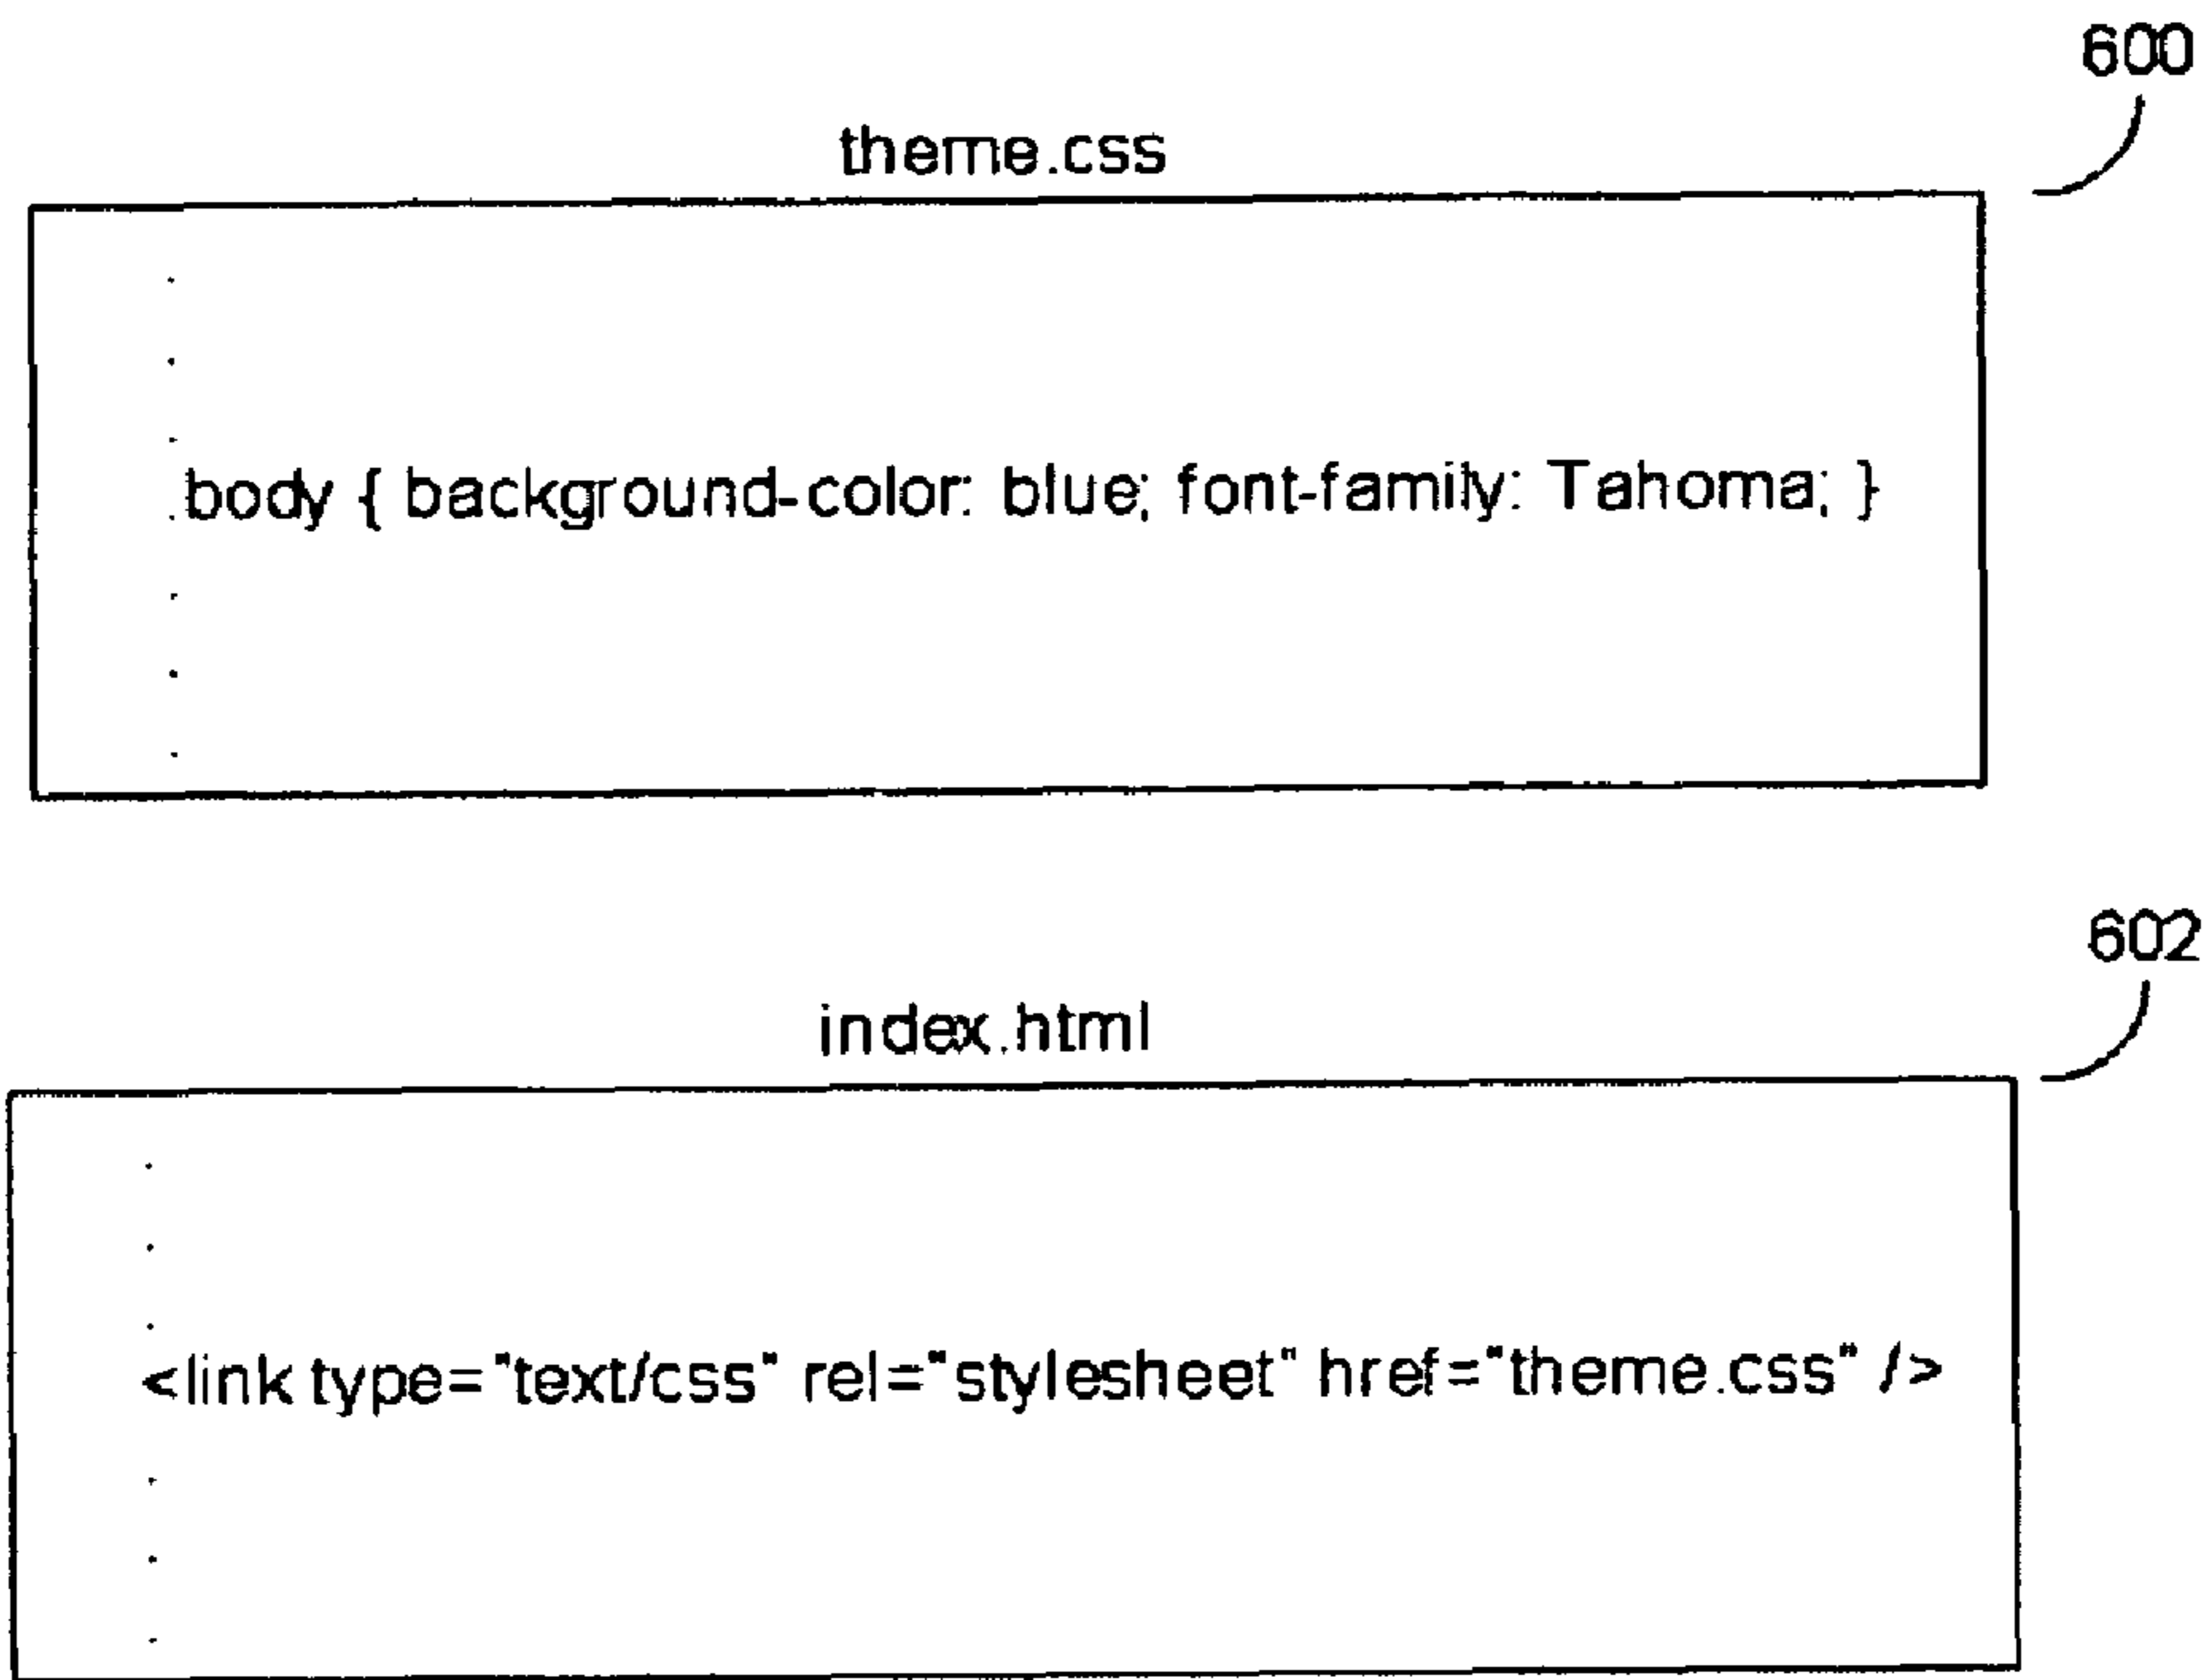 600
theme.css
body { background-color: blue; font-family: Tahoma; }
602
index.html
<link type="text/css" rel="stylesheet" href="theme.css" />